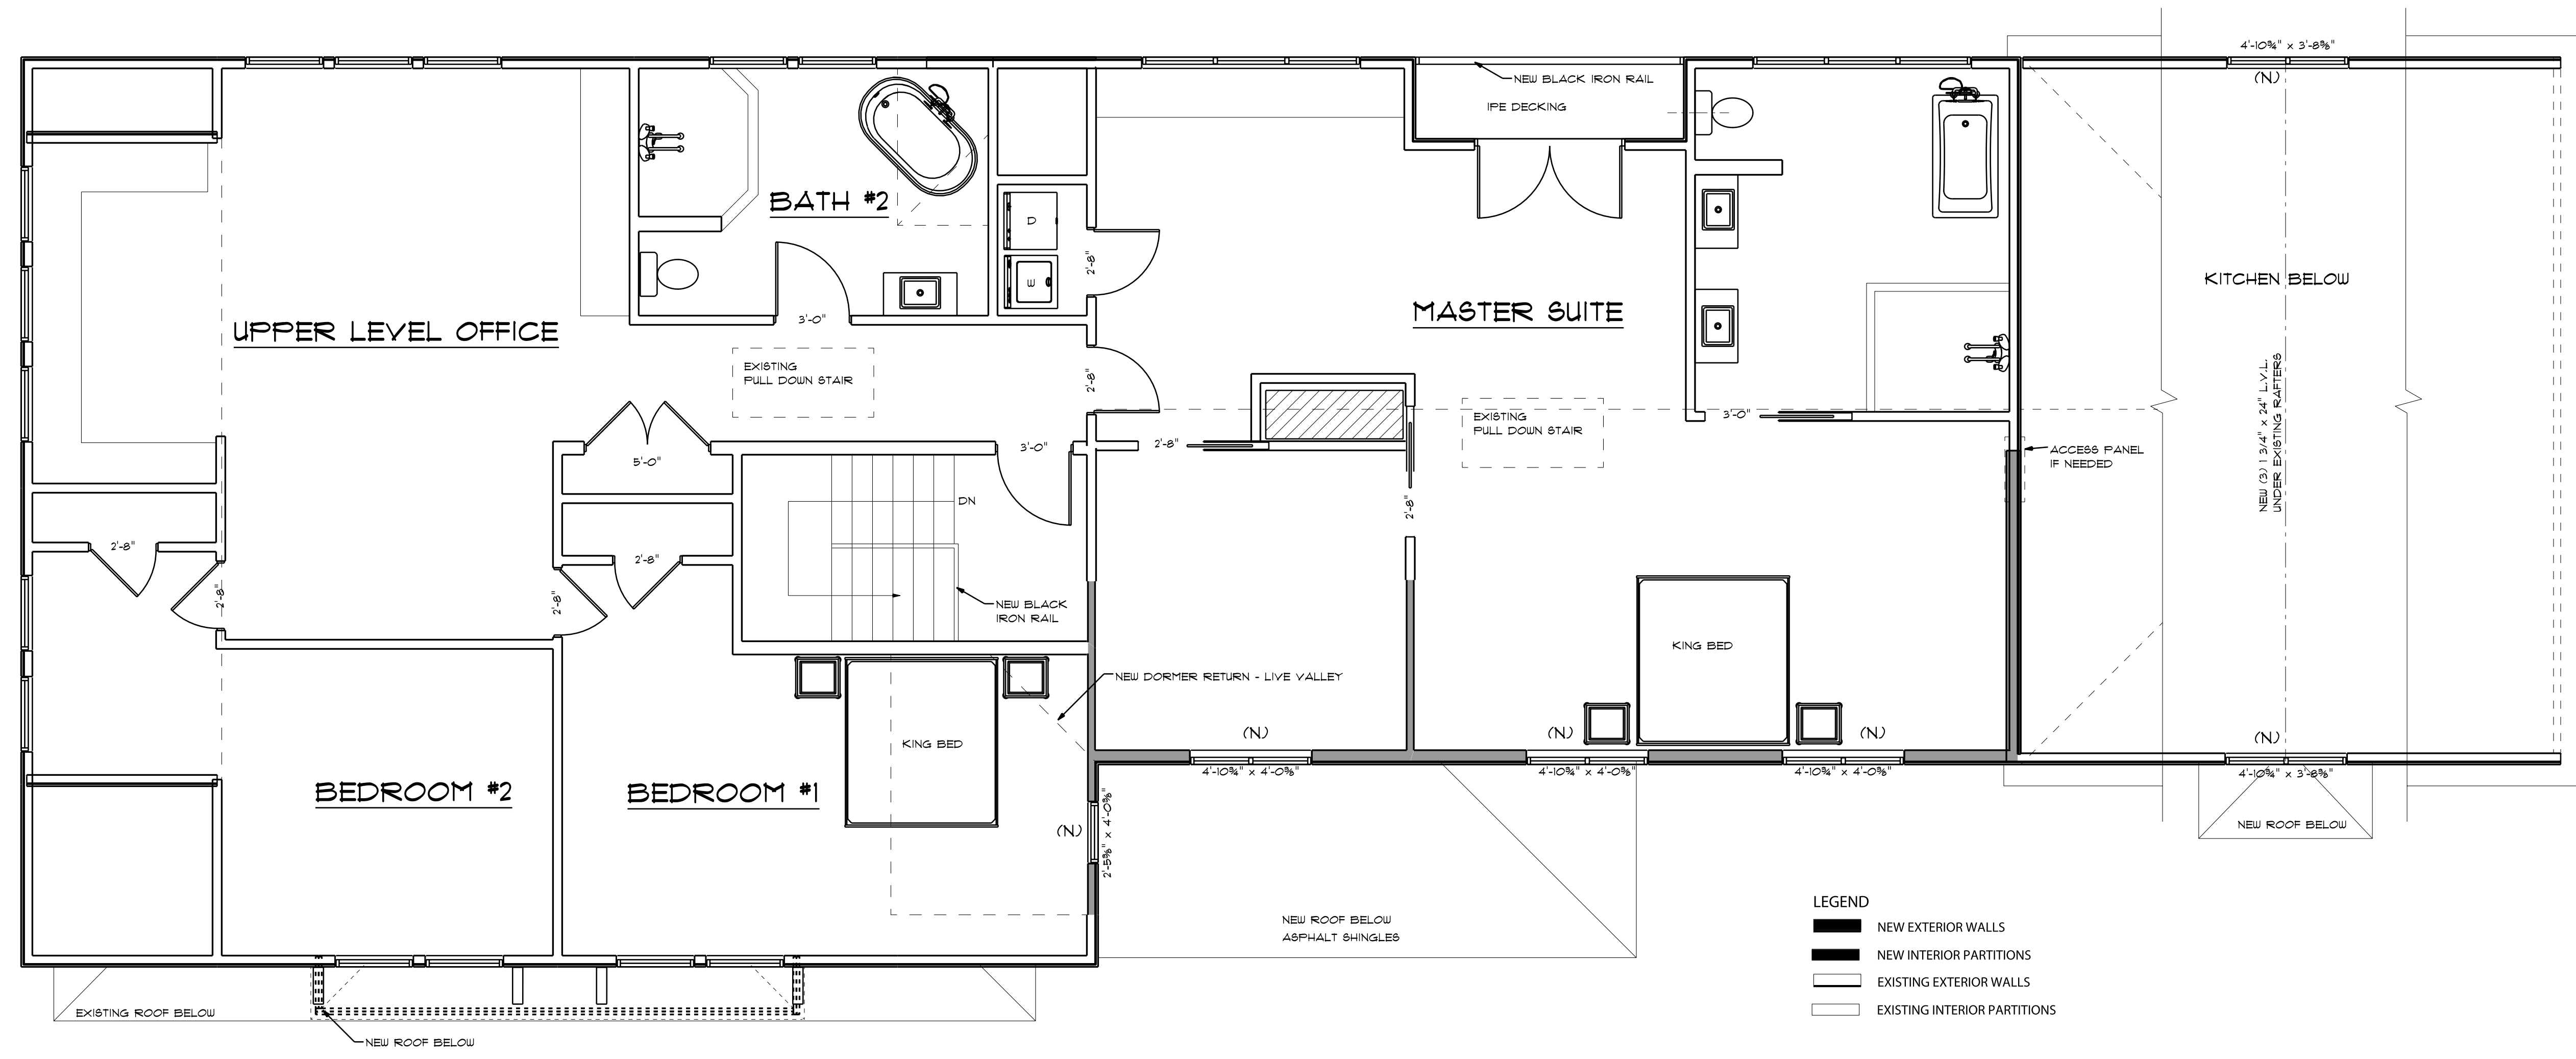 4'-10¾" x 3'-8⅝"
(N)
NEW BLACK IRON RAIL
IPE DECKING
BATH #2
D
W
2'-8"
3'-0"
UPPER LEVEL OFFICE
MASTER SUITE
KITCHEN BELOW
EXISTING
PULL DOWN STAIR
2'-8"
EXISTING
PULL DOWN STAIR
3'-0"
5'-0"
3'-0"
2'-8"
ACCESS PANEL
IF NEEDED
NEW (3) 1 3/4" x 24" L.V.L.
UNDER EXISTING RAFTERS
DN
2'-8"
2'-8"
2'-8"
2'-8"
2'-8"
NEW BLACK
IRON RAIL
KING BED
NEW DORMER RETURN - LIVE VALLEY
(N)
(N)
(N)
(N)
KING BED
4'-10¾" x 4'-0⅝"
4'-10¾" x 4'-0⅝"
4'-10¾" x 4'-0⅝"
4'-10¾" x 3'-8⅝"
BEDROOM #2
BEDROOM #1
(N)
2'-5⅝" x 4'-0⅝"
NEW ROOF BELOW
NEW ROOF BELOW
ASPHALT SHINGLES
LEGEND
NEW EXTERIOR WALLS
NEW INTERIOR PARTITIONS
EXISTING EXTERIOR WALLS
EXISTING INTERIOR PARTITIONS
EXISTING ROOF BELOW
NEW ROOF BELOW